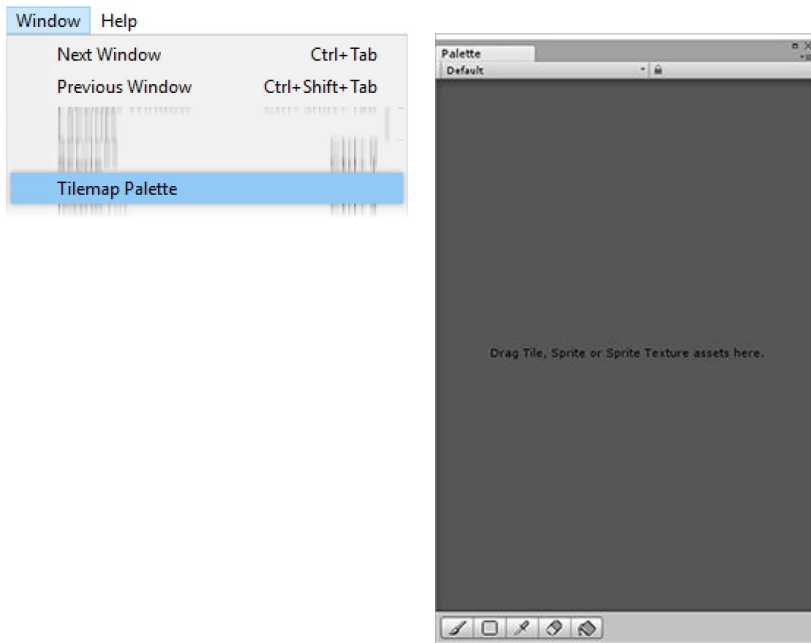 Window Help
Next Window Ctrl+Tab
Previous Window Ctrl+Shift+Tab
Tilemap Palette
Palette
Default
Drag Tile, Sprite or Sprite Texture assets here.